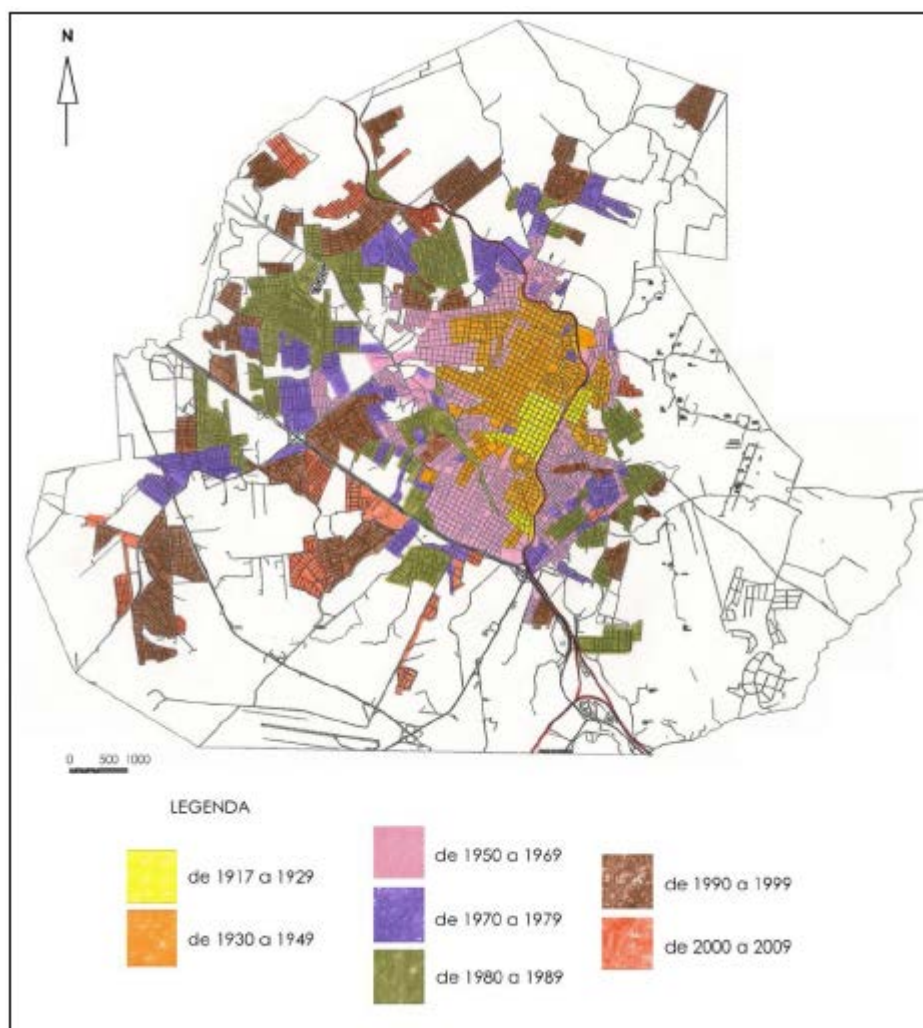 N
0 500 1000
LEGENDA
de 1917 a 1929
de 1930 a 1949
de 1950 a 1969
de 1970 a 1979
de 1980 a 1989
de 1990 a 1999
de 2000 a 2009